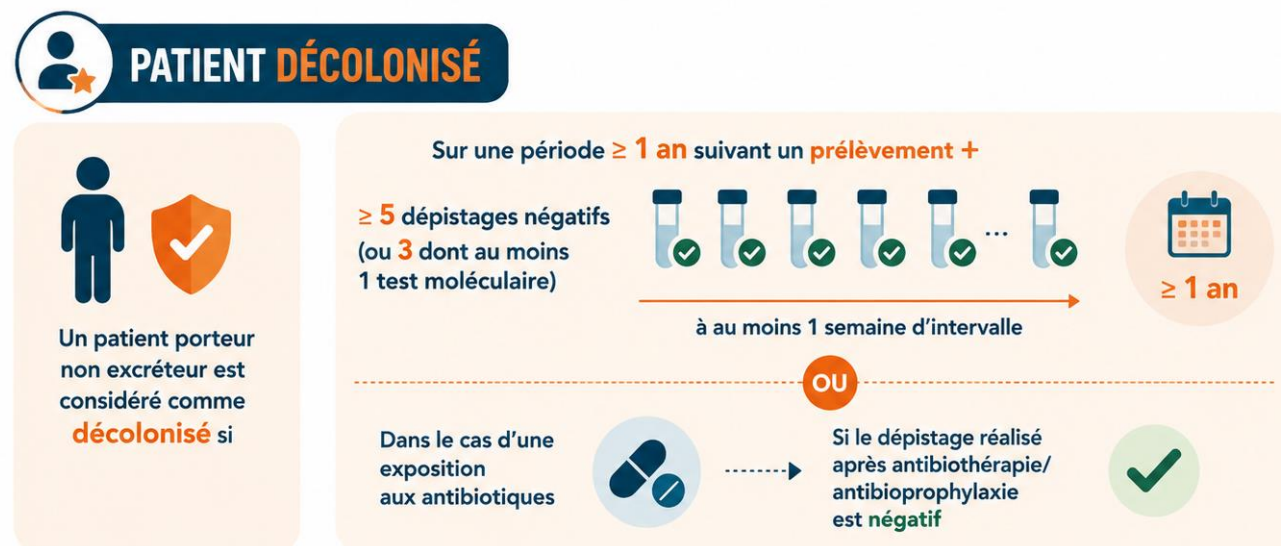 PATIENT DÉCOLONISÉ
Un patient porteur
non excréteur est
considéré comme
décolonisé si
Sur une période ≥ 1 an suivant un prélèvement +
≥ 5 dépistages négatifs
(ou 3 dont au moins
1 test moléculaire)
...
à au moins 1 semaine d’intervalle
≥ 1 an
OU
Dans le cas d’une
exposition
aux antibiotiques
Si le dépistage réalisé
après antibiothérapie/
antibioprophylaxie
est négatif